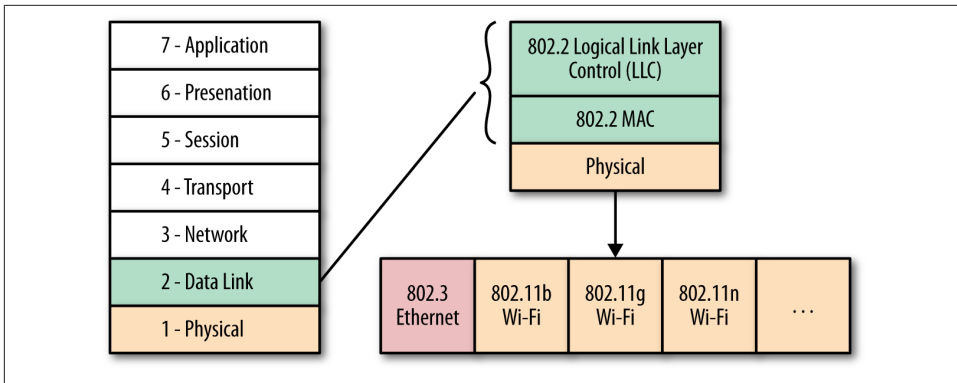 7 - Application
6 - Presenation
5 - Session
4 - Transport
3 - Network
2 - Data Link
1 - Physical
802.2 Logical Link Layer
Control (LLC)
802.2 MAC
Physical
802.3
Ethernet
802.11b
Wi-Fi
802.11g
Wi-Fi
802.11n
Wi-Fi
...